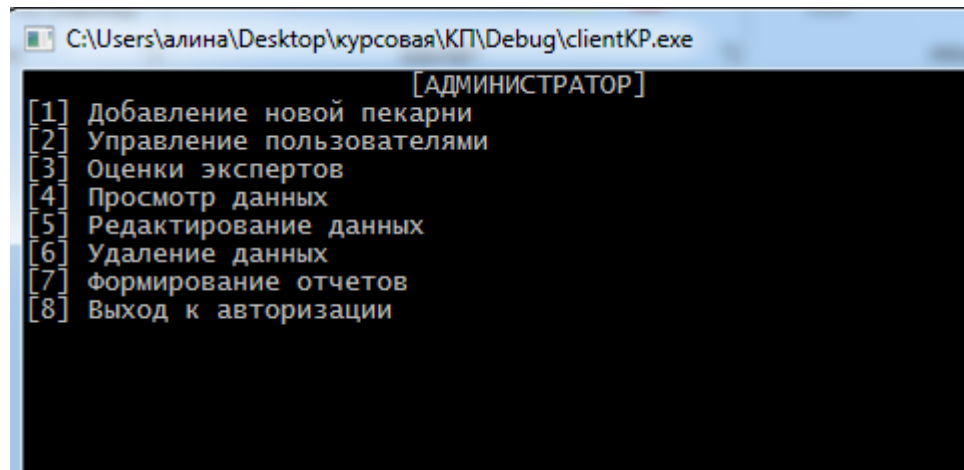 C:\Users\алина\Desktop\курсовая\КП\Debug\clientKP.exe
[АДМИНИСТРАТОР]
[1] Добавление новой пекарни
[2] Управление пользователями
[3] Оценки экспертов
[4] Просмотр данных
[5] Редактирование данных
[6] Удаление данных
[7] Формирование отчетов
[8] Выход к авторизации